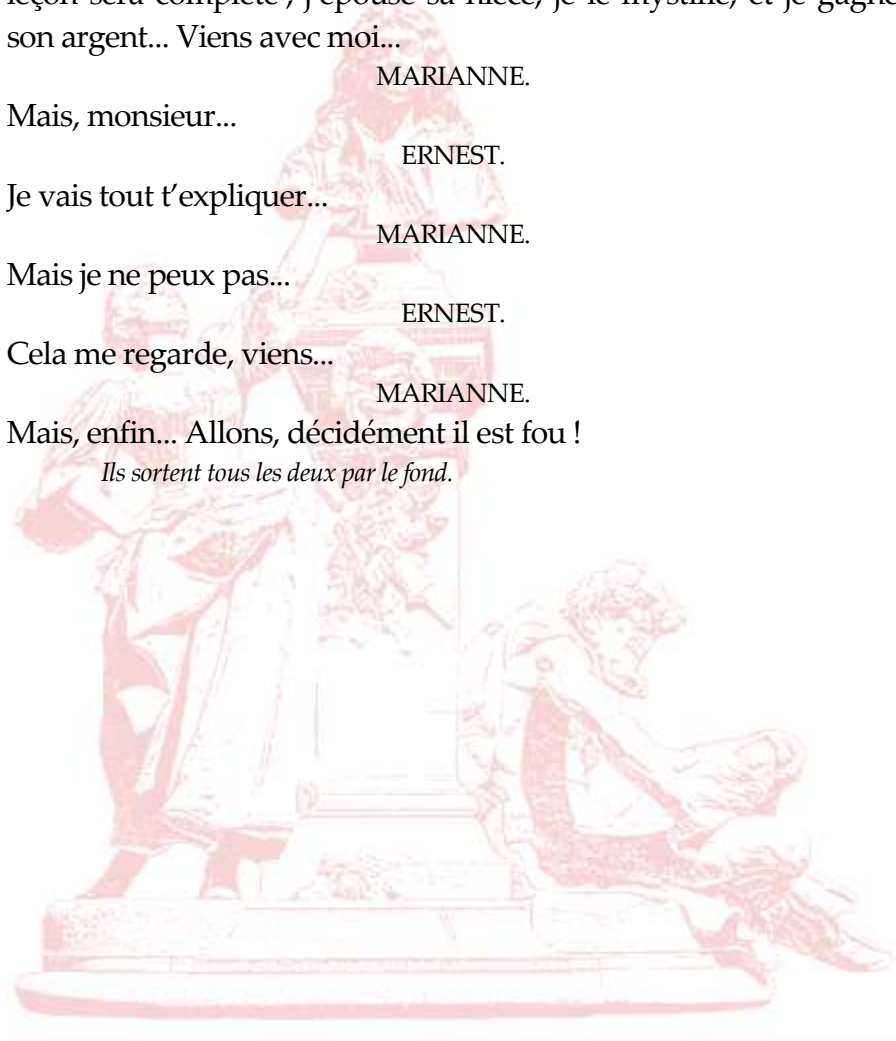 leçon sera complète ; j'épouse sa nièce, je le mystifie, et je gagne
son argent... Viens avec moi...
MARIANNE.
Mais, monsieur...
ERNEST.
Je vais tout t'expliquer...
MARIANNE.
Mais je ne peux pas...
ERNEST.
Cela me regarde, viens...
MARIANNE.
Mais, enfin... Allons, décidément il est fou !
Ils sortent tous les deux par le fond.